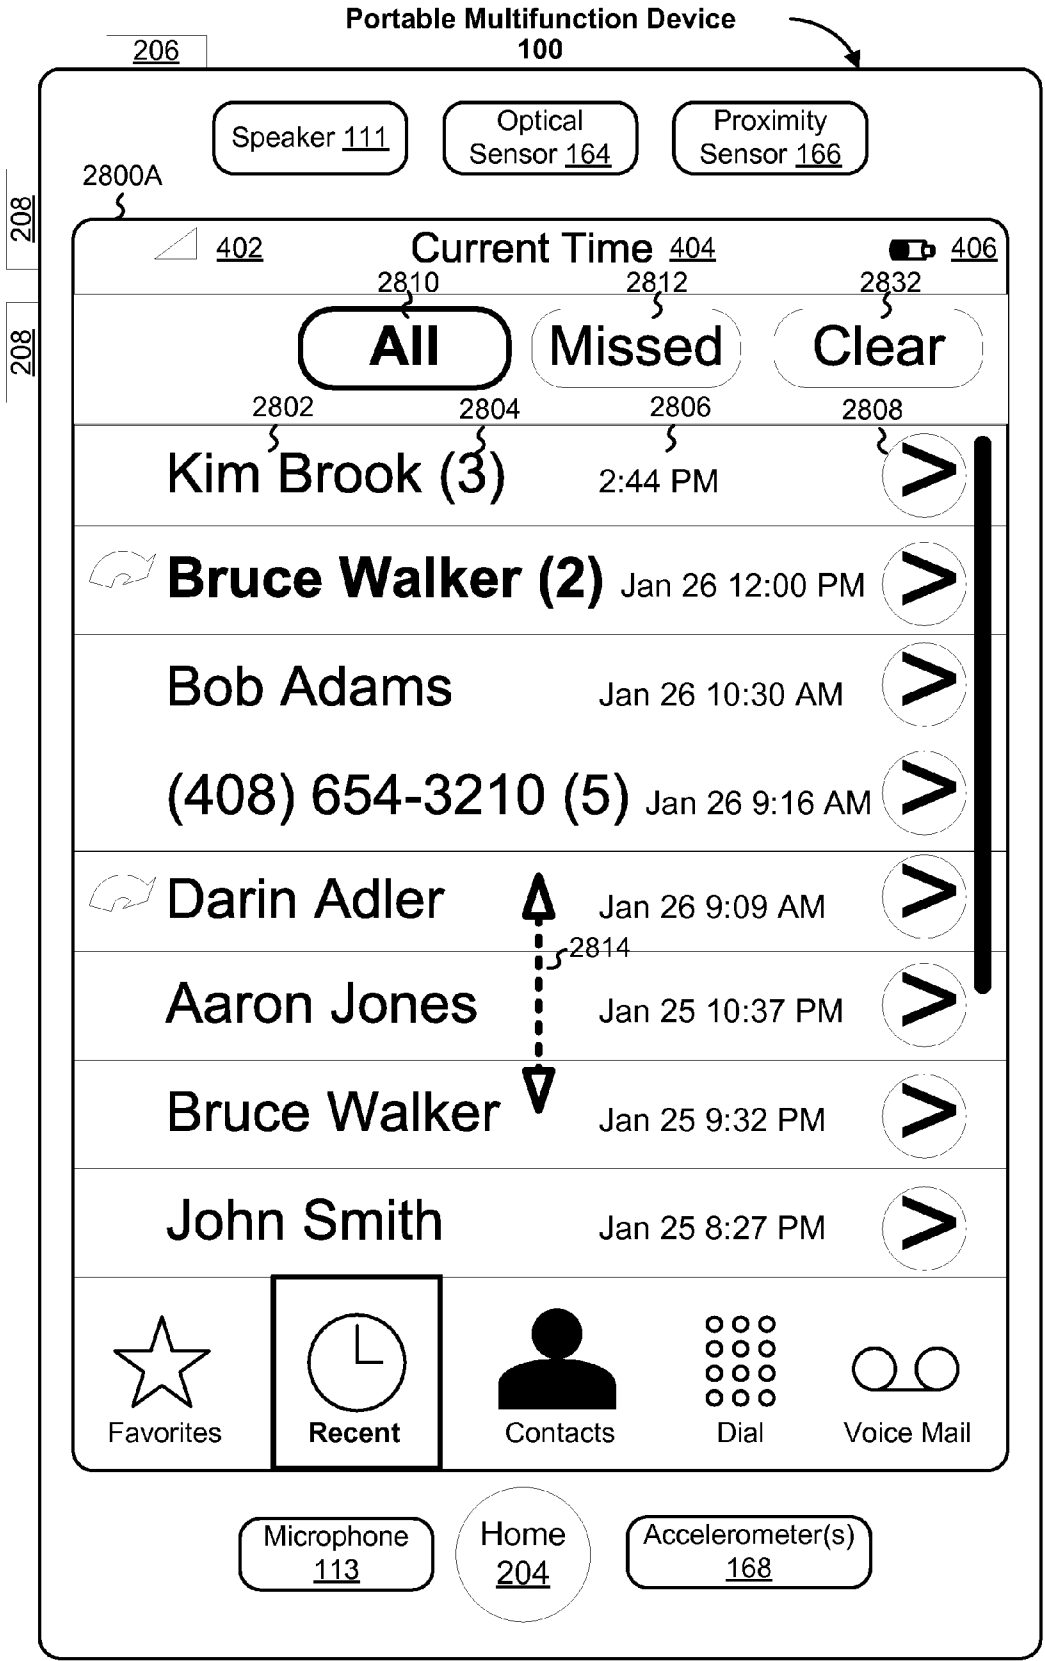 Portable Multifunction Device
100
206
Speaker 111
Optical
Sensor 164
Proximity
Sensor 166
2800A
208
208
402
Current Time 404
406
2810
2812
2832
All
Missed
Clear
2802
2804
2806
2808
Kim Brook (3) 2:44 PM >
Bruce Walker (2) Jan 26 12:00 PM >
Bob Adams Jan 26 10:30 AM >
(408) 654-3210 (5) Jan 26 9:16 AM >
Darin Adler Jan 26 9:09 AM >
2814
Aaron Jones Jan 25 10:37 PM >
Bruce Walker Jan 25 9:32 PM >
John Smith Jan 25 8:27 PM >
Favorites
Recent
Contacts
Dial
Voice Mail
Microphone
113
Home
204
Accelerometer(s)
168